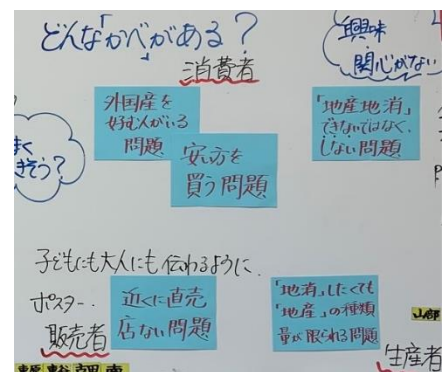 どんな「かべ」がある?
消費者
興味
関心がない
外国産を
好む人がいる
問題
安い方を
買う問題
「地産地消」
できないではなく、
しない問題
子どもにも大人にも伝わるように、
ポスター
販売者
近くに直売
店ない問題
「地消」したくても
「地産」の種類
量が限られる問題
生産者